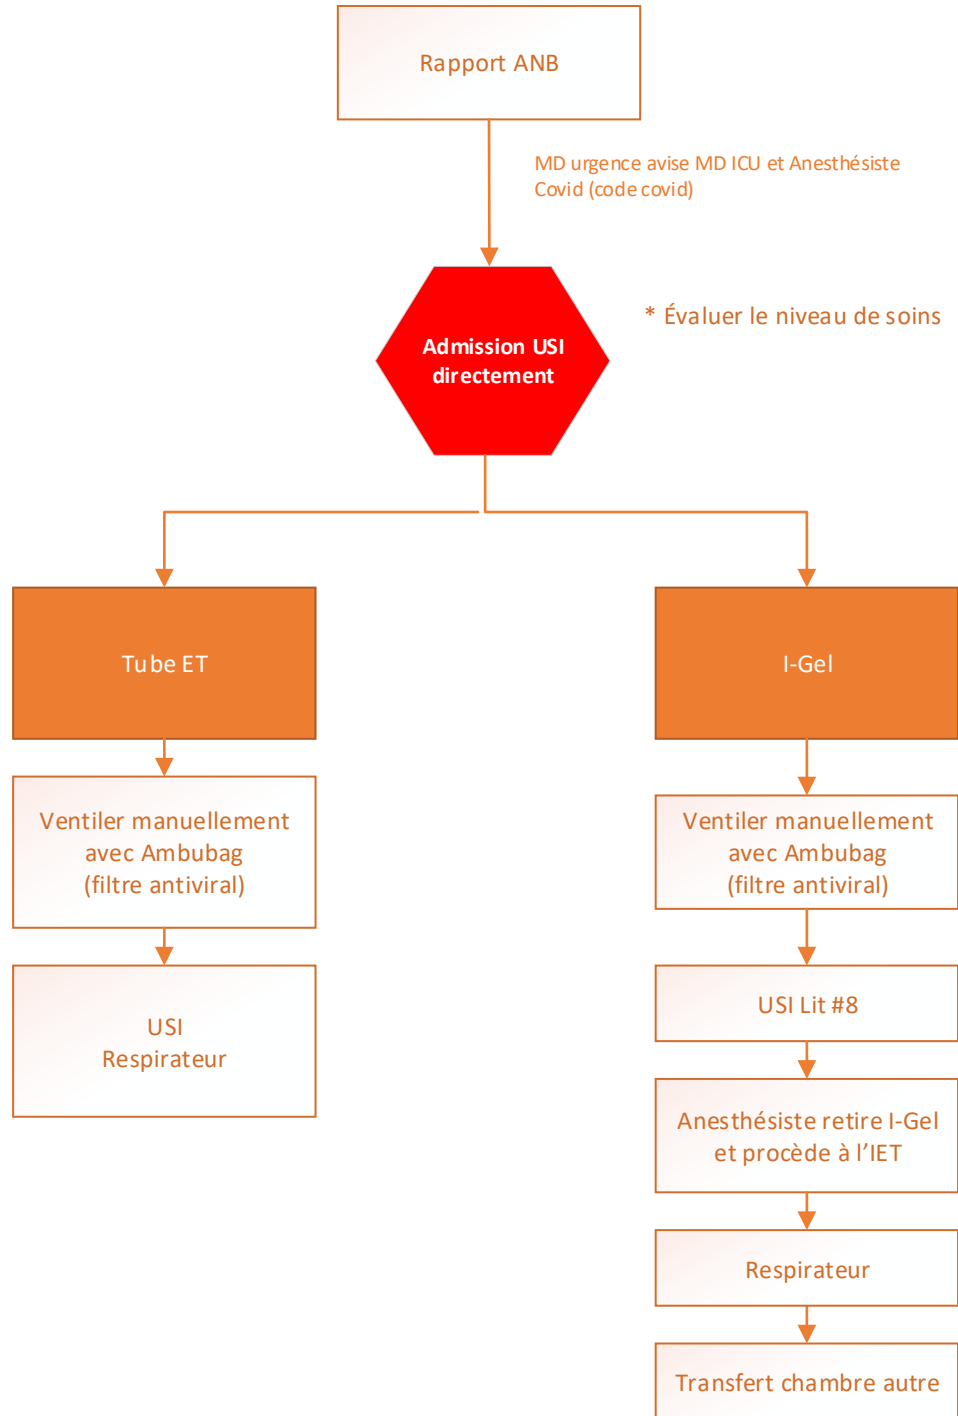 Rapport ANB
MD urgence avise MD ICU et Anesthésiste
Covid (code covid)
Admission USI
directement
* Évaluer le niveau de soins
Tube ET
Ventiler manuellement
avec Ambubag
(filtre antiviral)
USI
Respirateur
I-Gel
Ventiler manuellement
avec Ambubag
(filtre antiviral)
USI Lit #8
Anesthésiste retire I-Gel
et procède à l’IET
Respirateur
Transfert chambre autre